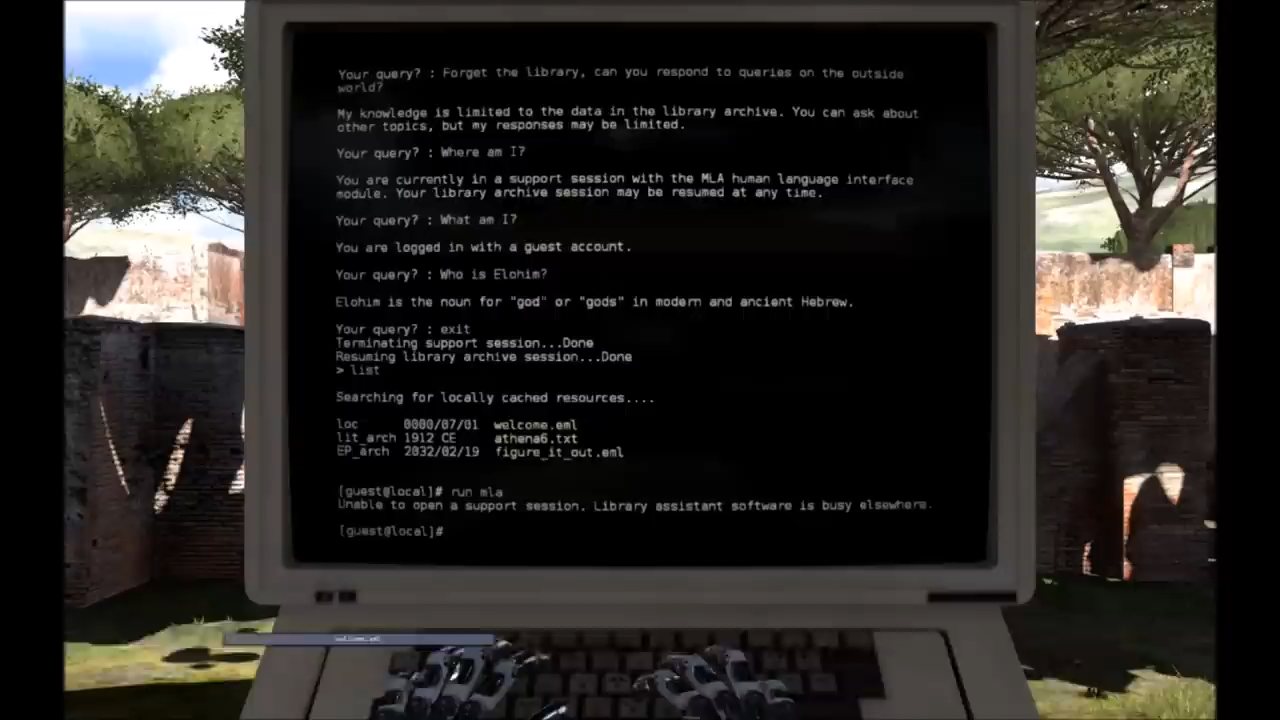 Your query? : Forget the library, can you respond to queries on the outside
world?
My knowledge is limited to the data in the library archive. You can ask about
other topics, but my responses may be limited.
Your query? : Where am I?
You are currently in a support session with the MLA human language interface
module. Your library archive session may be resumed at any time.
Your query? : What am I?
You are logged in with a guest account.
Your query? : Who is Elohim?
Elohim is the noun for "god" or "gods" in modern and ancient Hebrew.
Your query? : exit
Terminating support session...Done
Resuming library archive session...Done
> list
Searching for locally cached resources....
loc 0000/07/01 welcome.eml
lit_arch 1912 CE athena6.txt
EP_arch 2032/02/19 figure_it_out.eml
[guest@local]# run mla
Unable to open a support session. Library assistant software is busy elsewhere.
[guest@local]#